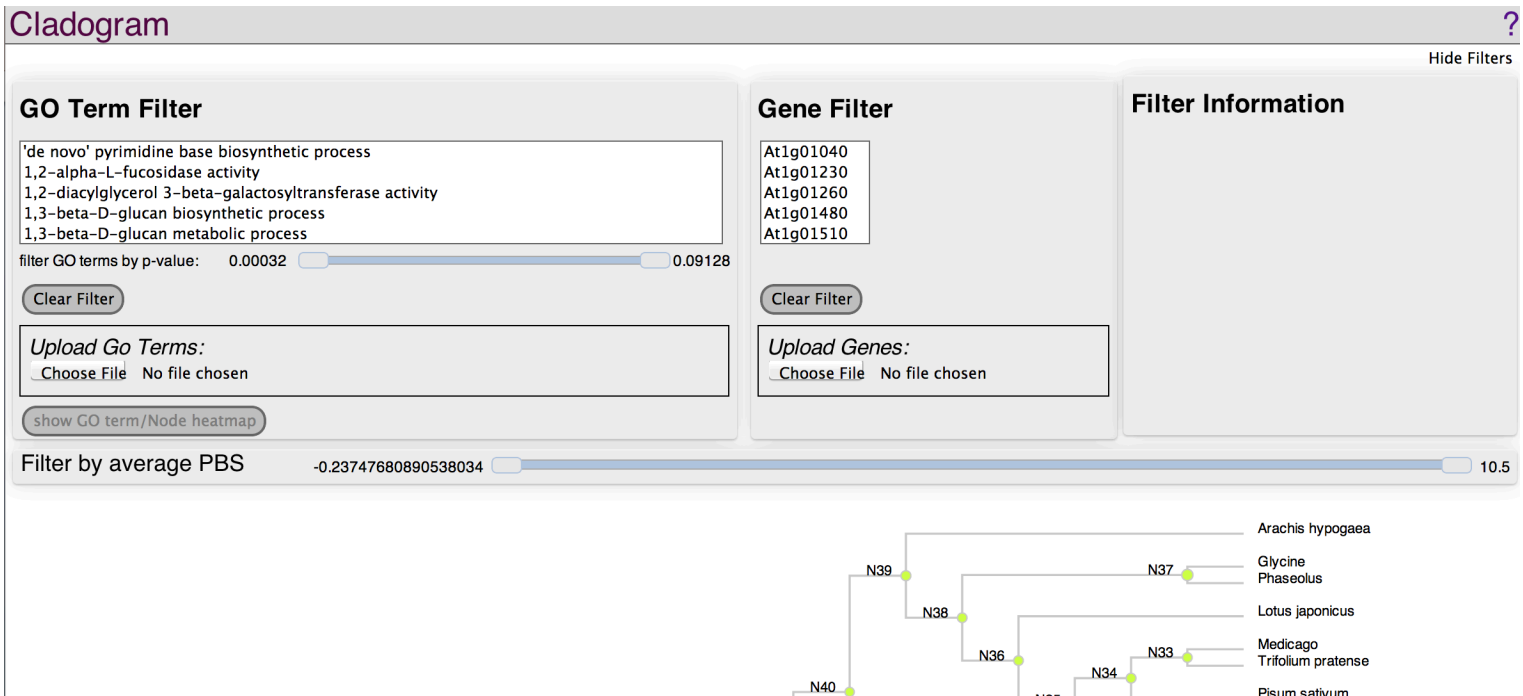 Cladogram
?
Hide Filters
GO Term Filter
'de novo' pyrimidine base biosynthetic process
1,2-alpha-L-fucosidase activity
1,2-diacylglycerol 3-beta-galactosyltransferase activity
1,3-beta-D-glucan biosynthetic process
1,3-beta-D-glucan metabolic process
filter GO terms by p-value: 0.00032 0.09128
Clear Filter
Upload Go Terms:
Choose File No file chosen
show GO term/Node heatmap
Gene Filter
At1g01040
At1g01230
At1g01260
At1g01480
At1g01510
Clear Filter
Upload Genes:
Choose File No file chosen
Filter Information
Filter by average PBS -0.23747680890538034 10.5
Arachis hypogaea
N39
N37
Glycine
Phaseolus
N38
Lotus japonicus
N36
N33
Medicago
Trifolium pratense
N34
N40
Pisum sativum